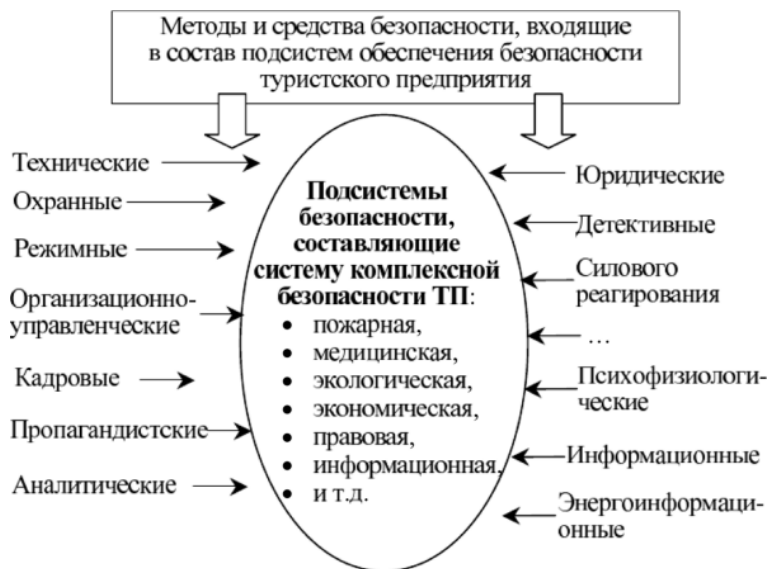 Методы и средства безопасности, входящие
в состав подсистем обеспечения безопасности
туристского предприятия
Технические
Охранные
Режимные
Организационно-
управленческие
Кадровые
Пропагандистские
Аналитические
Подсистемы
безопасности,
составляющие
систему комплексной
безопасности ТП:
• пожарная,
• медицинская,
• экологическая,
• экономическая,
• правовая,
• информационная,
• и т.д.
Юридические
Детективные
Силового
реагирования
…
Психофизиологи-
ческие
Информационные
Энергоинформаци-
онные